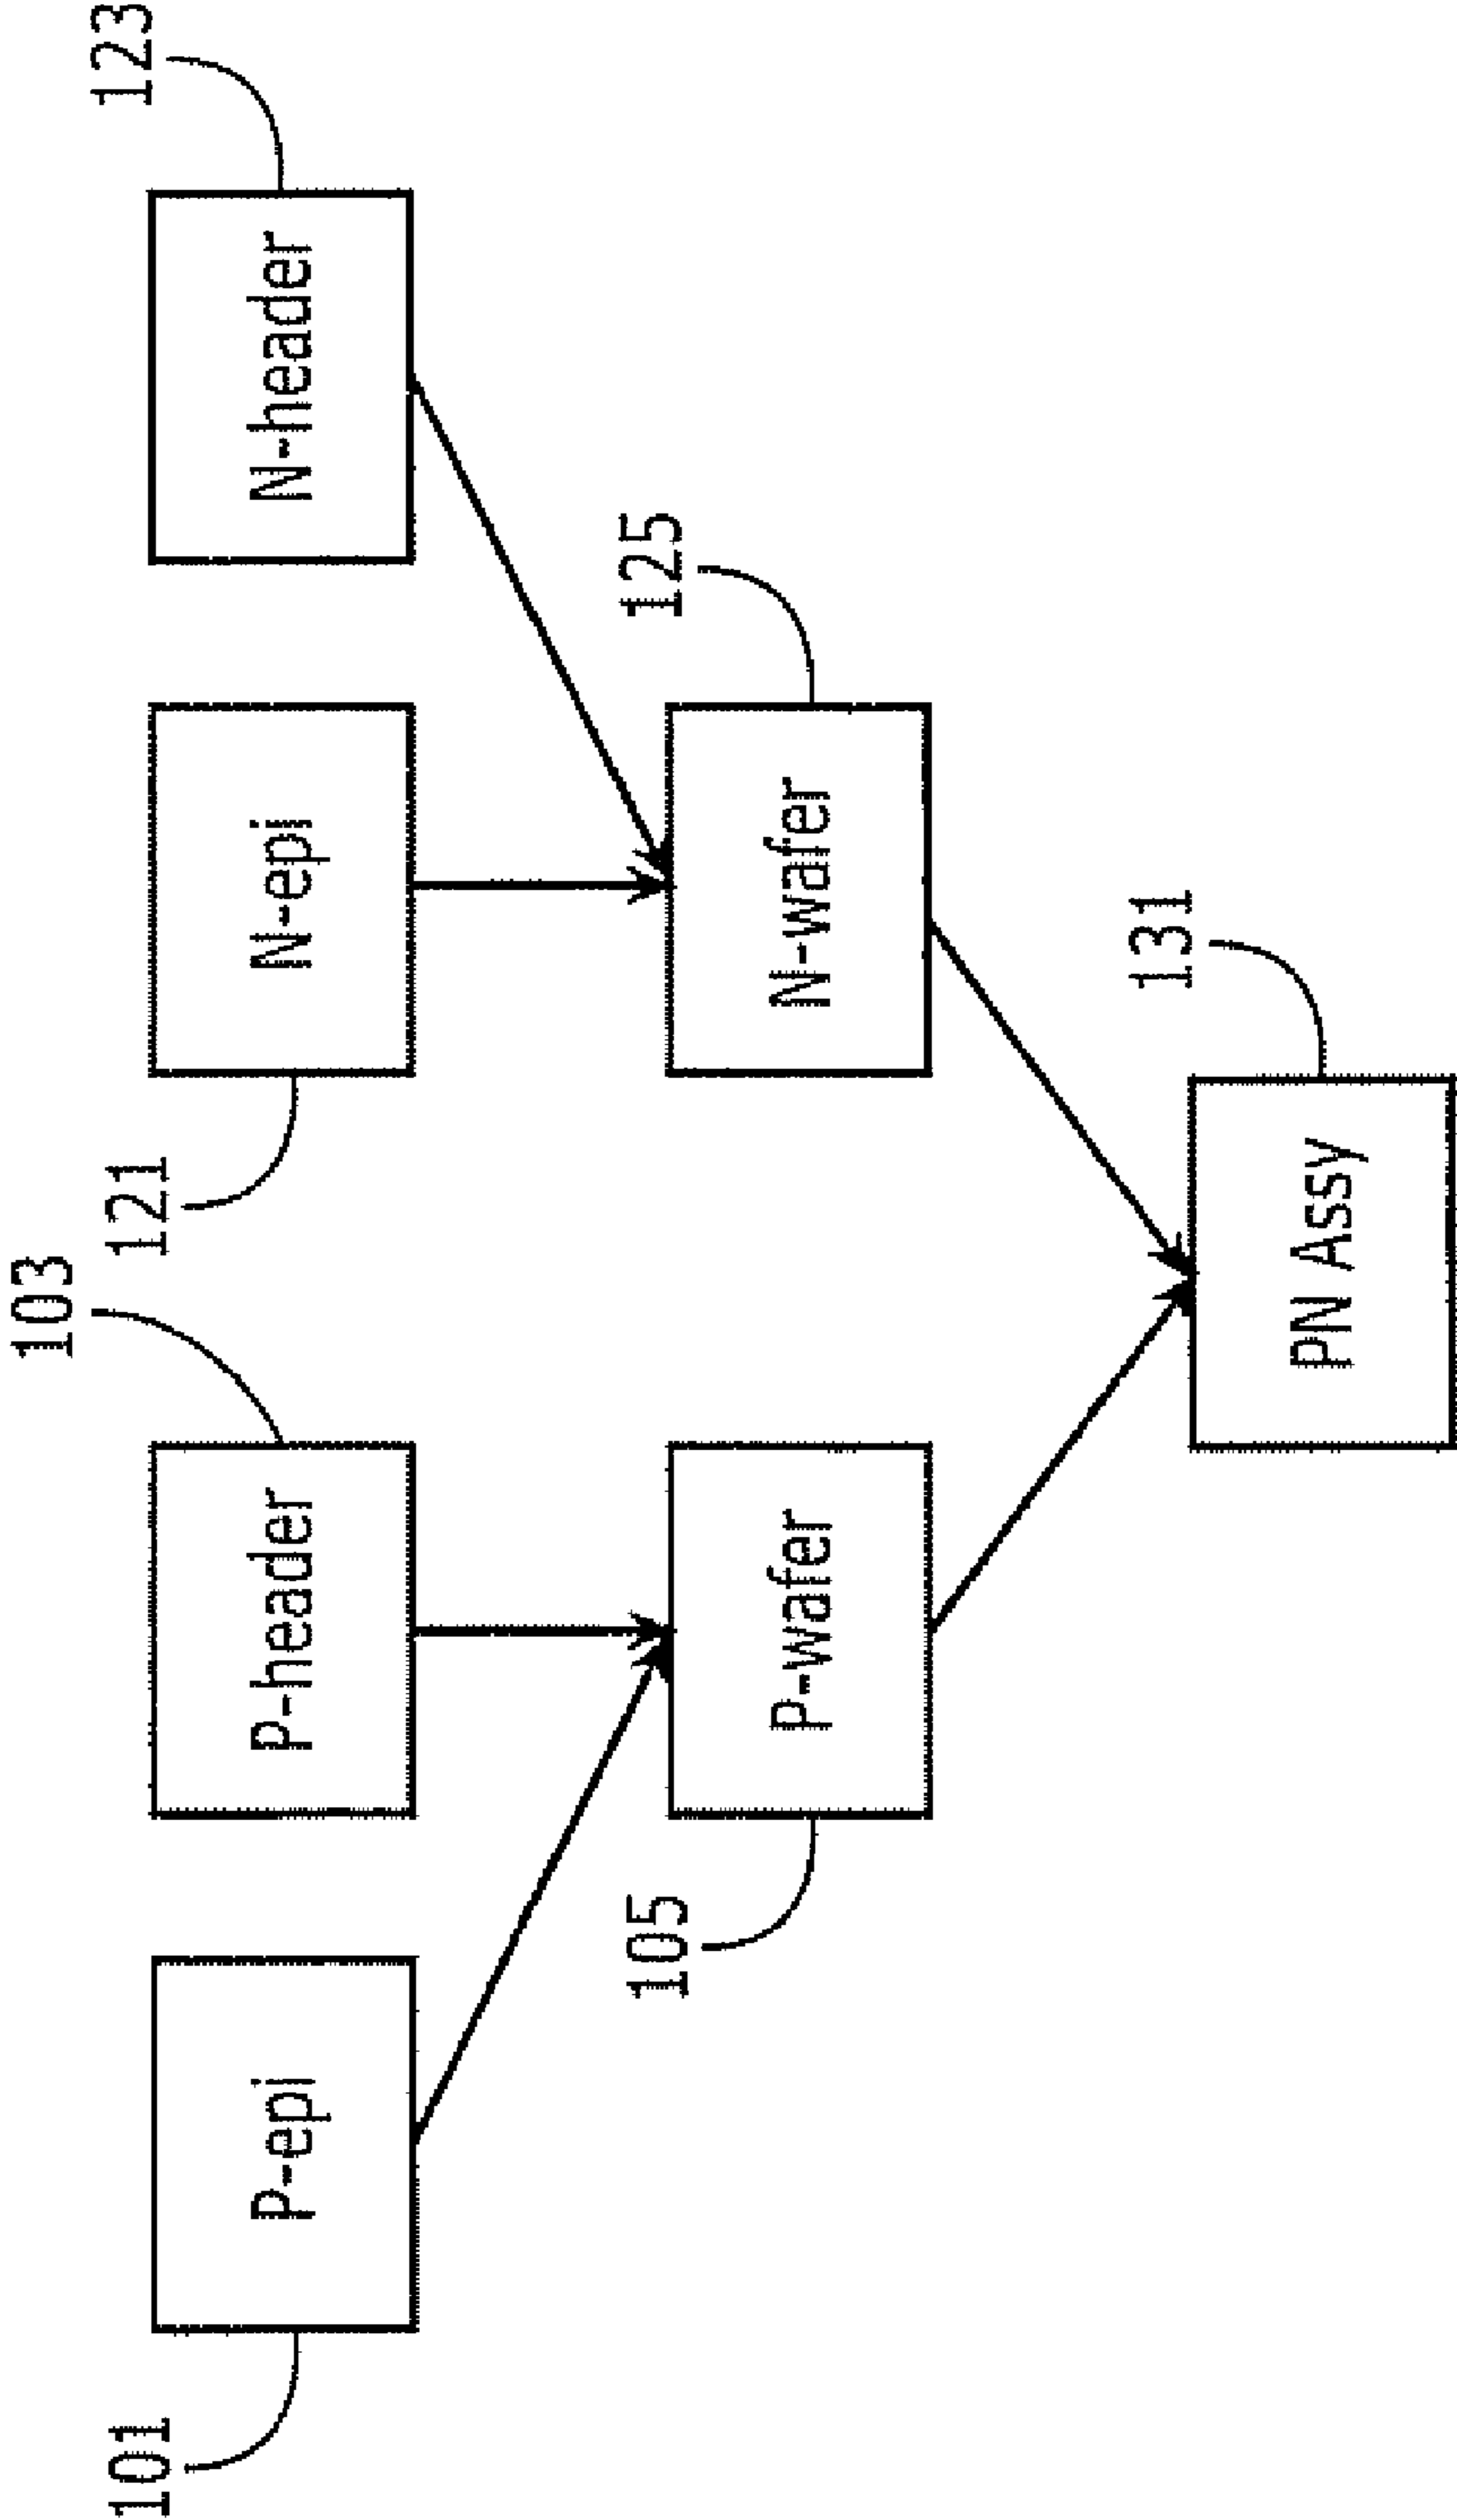 101
P-epi
103
P-header
121
N-epi
123
N-header
105
P-wafer
125
N-wafer
131
PN Assy